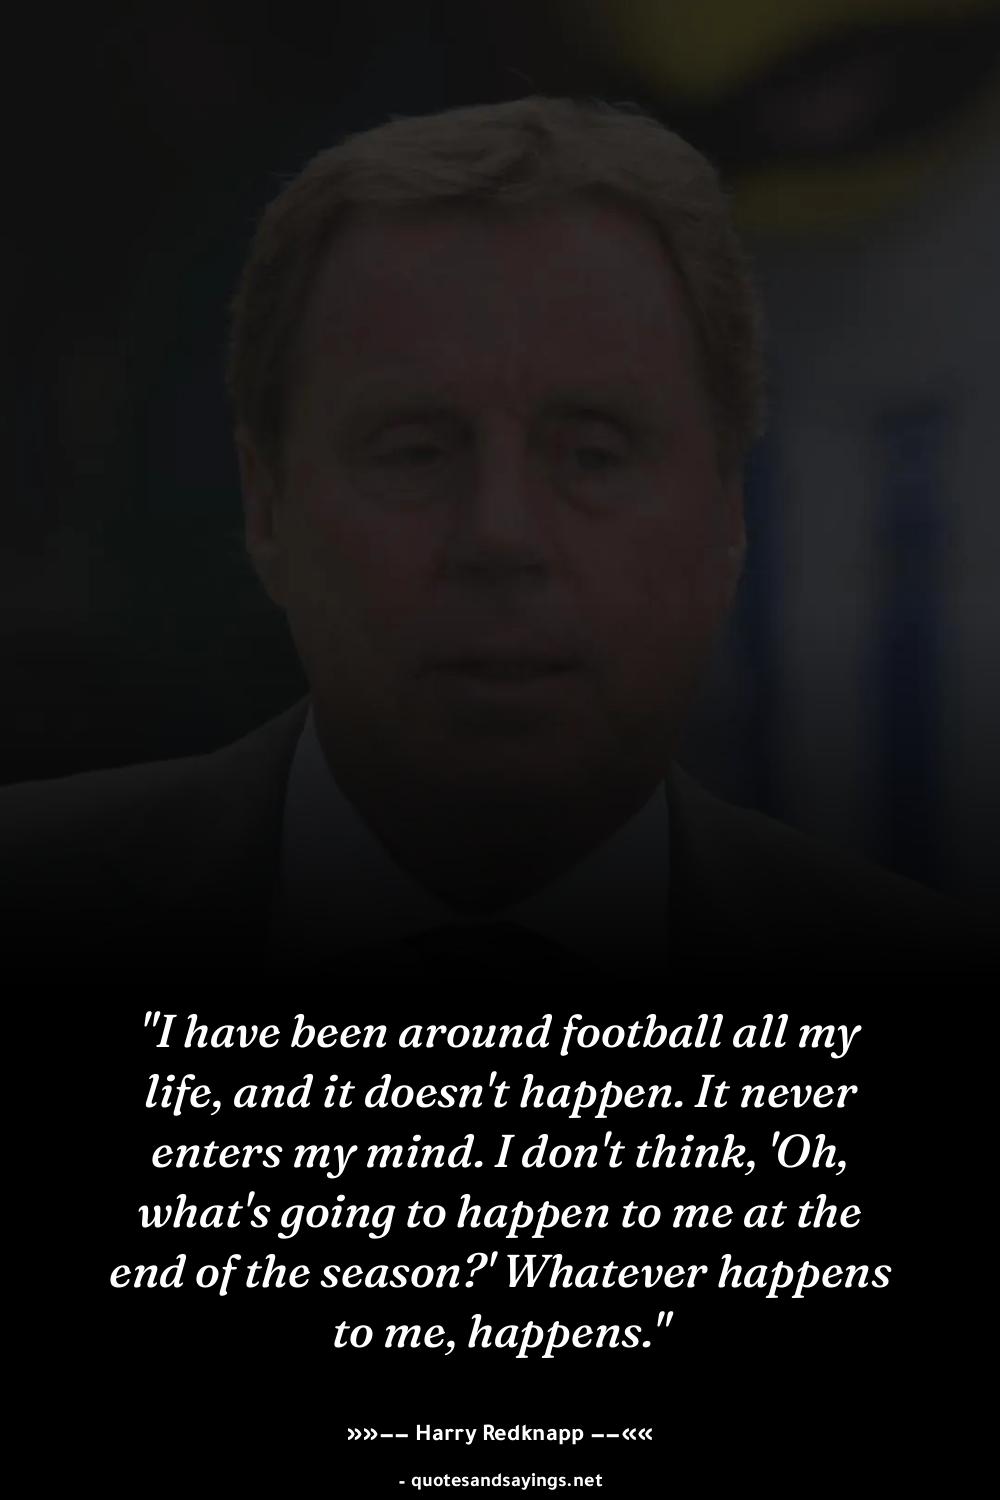 "I have been around football all my
life, and it doesn't happen. It never
enters my mind. I don't think, 'Oh,
what's going to happen to me at the
end of the season?' Whatever happens
to me, happens."
»»–– Harry Redknapp ––««
- quotesandsayings.net